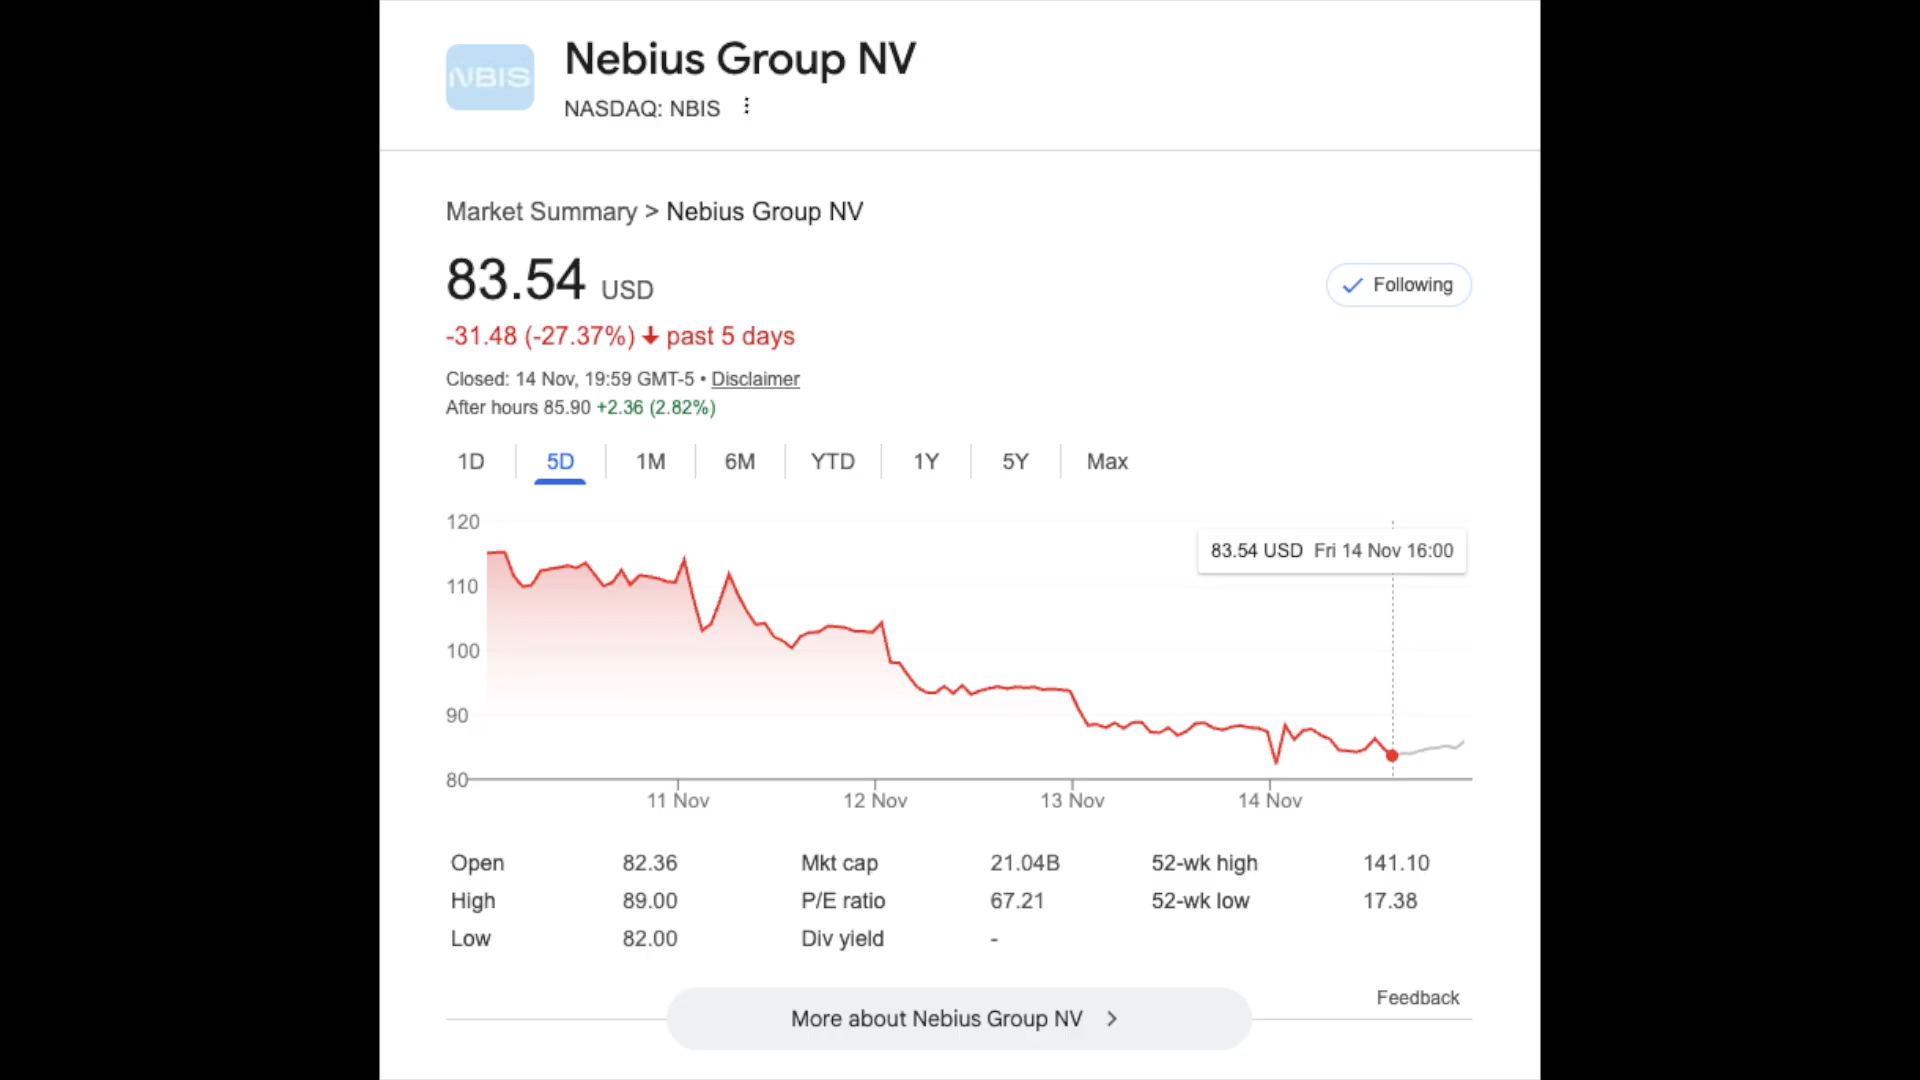 NBIS
Nebius Group NV
NASDAQ: NBIS
Market Summary > Nebius Group NV
83.54 USD
Following
-31.48 (-27.37%) past 5 days
Closed: 14 Nov, 19:59 GMT-5 • Disclaimer
After hours 85.90 +2.36 (2.82%)
1D 5D 1M 6M YTD 1Y 5Y Max
83.54 USD Fri 14 Nov 16:00
120
110
100
90
80
11 Nov 12 Nov 13 Nov 14 Nov
Open 82.36 Mkt cap 21.04B 52-wk high 141.10
High 89.00 P/E ratio 67.21 52-wk low 17.38
Low 82.00 Div yield -
Feedback
More about Nebius Group NV